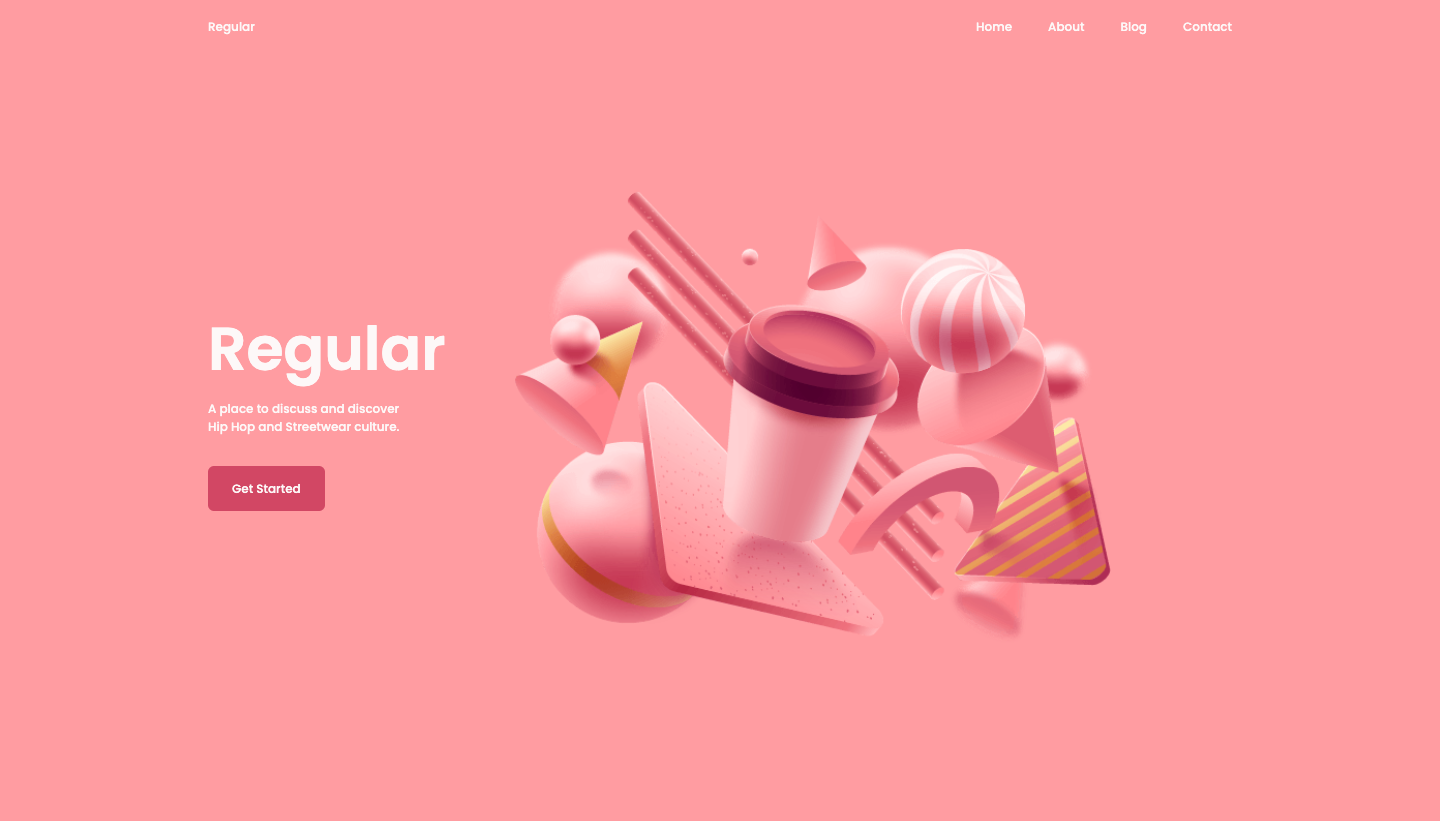 Regular
Home About Blog Contact
Regular
A place to discuss and discover
Hip Hop and Streetwear culture.
Get Started